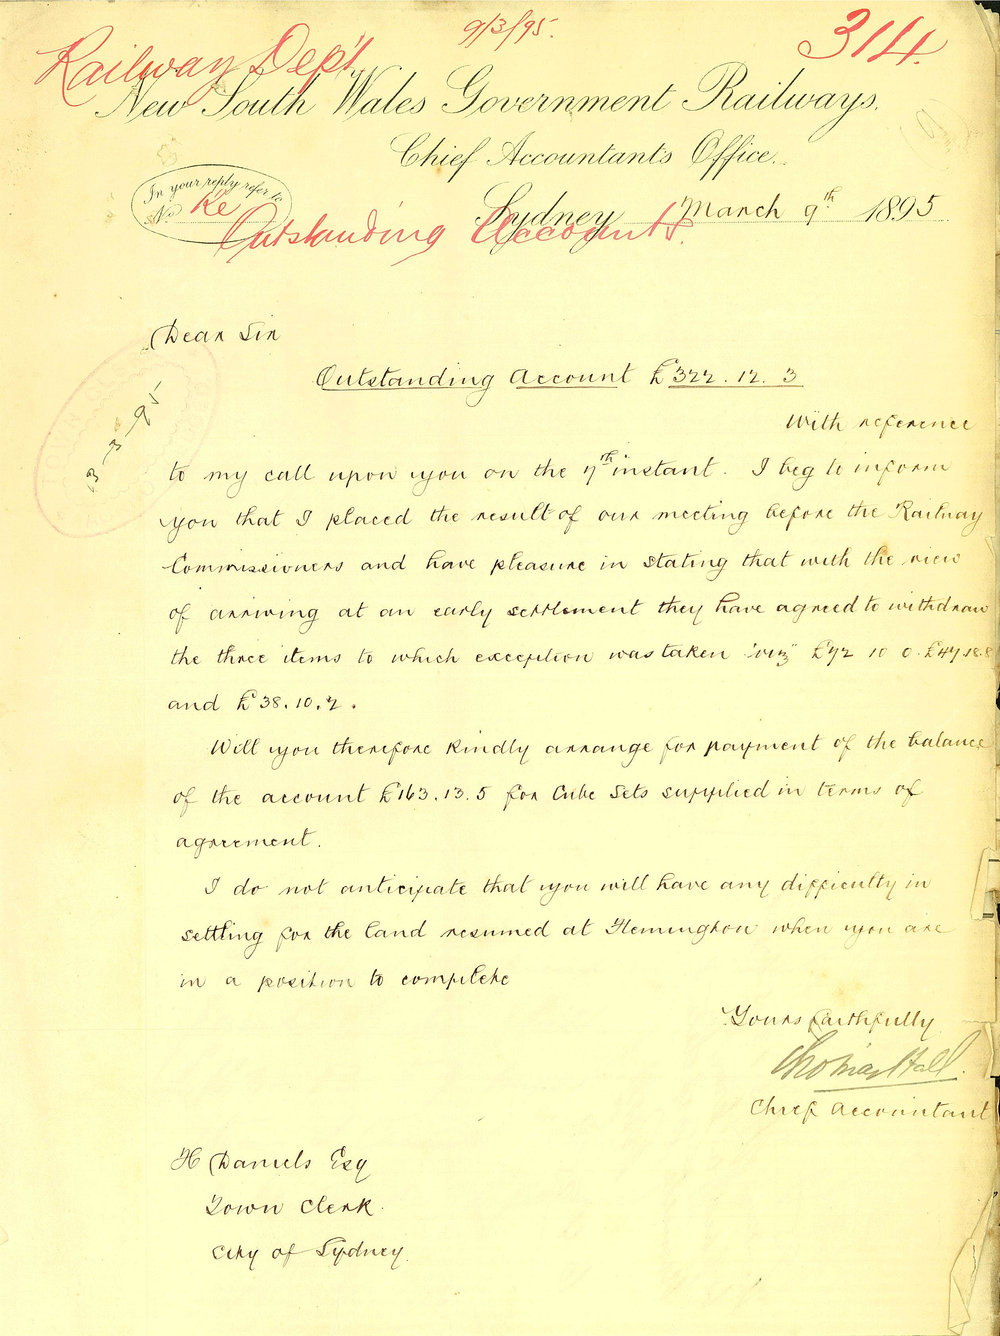 9/3/95.
314.
Railway Dep't
New South Wales Government Railways.
Chief Accountants Office.
In your reply refer to
No Re
Sydney March 9th 1895
Outstanding Accounts.
Dear Sir
Outstanding Account £322.12.3
13-3-95
With reference
to my call upon you on the 7th instant. I beg to inform
you that I placed the result of our meeting before the Railway
Commissioners and have pleasure in stating that with the view
of arriving at an early settlement they have agreed to withdraw
the three items to which exception was taken "viz" £72 10 0. £47.18.8
and £38.10.2.
Will you therefore kindly arrange for payment of the balance
of the account £163.13.5 for Cube Sets supplied in terms of
agreement.
I do not anticipate that you will have any difficulty in
settling for the land resumed at Flemington when you are
in a position to complete
Yours faithfully
Thomas Hall.
Chief Accountant
H Daniels Esq
Town Clerk.
City of Sydney.